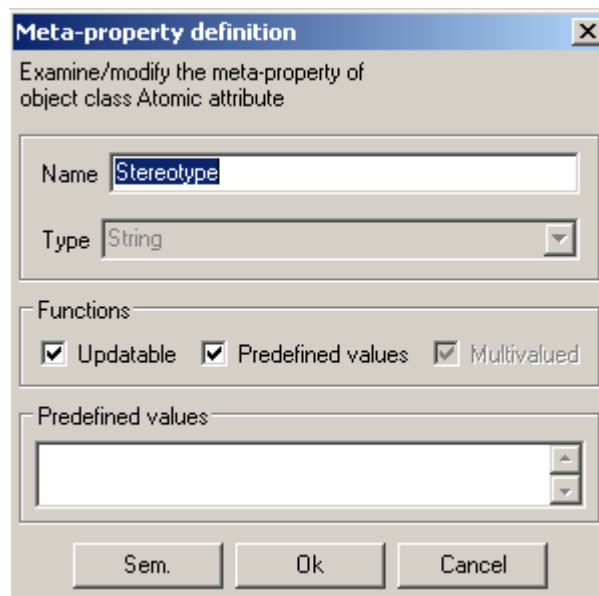 Meta-property definition
Examine/modify the meta-property of
object class Atomic attribute
Name Stereotype
Type String
Functions
Updatable Predefined values Multivalued
Predefined values
Sem. Ok Cancel